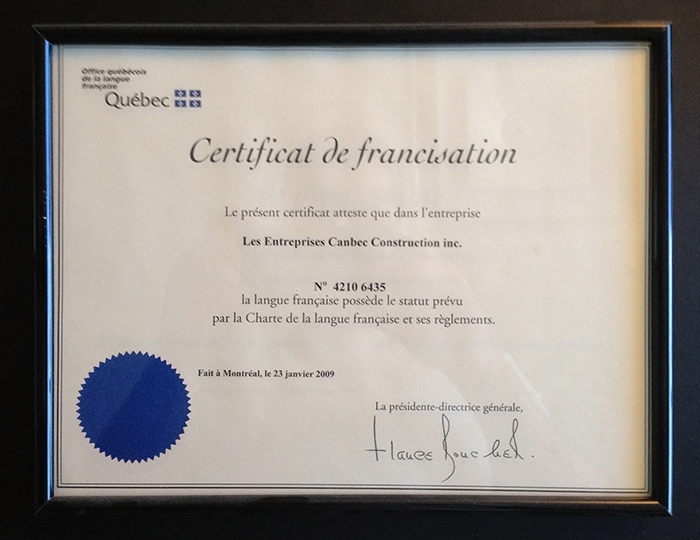 Office québécois
de la langue
française
Québec
Certificat de francisation
Le présent certificat atteste que dans l'entreprise
Les Entreprises Canbec Construction inc.
N° 4210 6435
la langue française possède le statut prévu
par la Charte de la langue française et ses règlements.
Fait à Montréal, le 23 janvier 2009
La présidente-directrice générale,
France Boucher